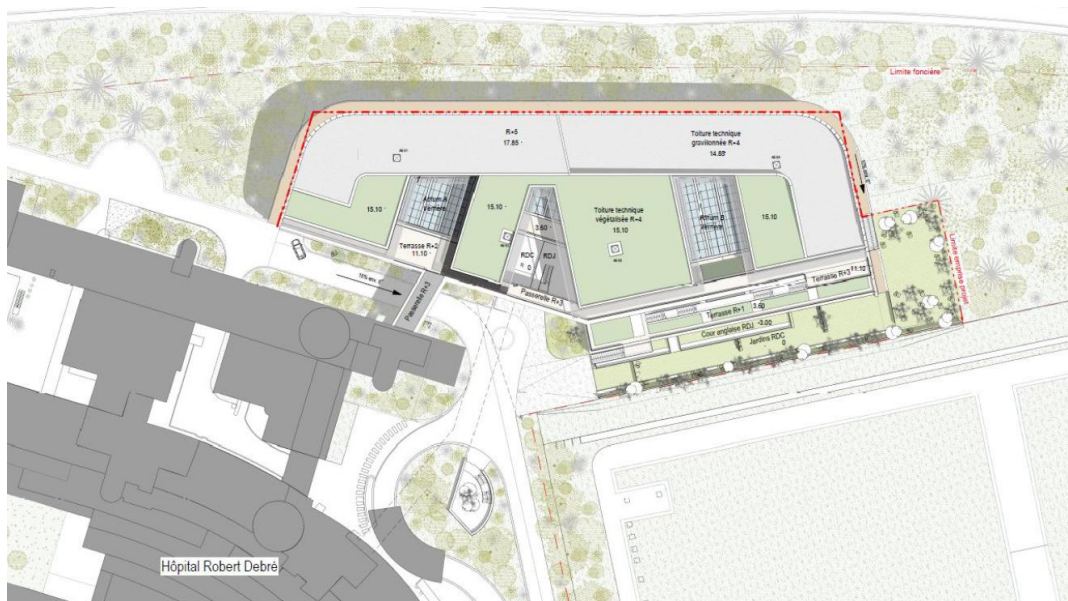 Limite foncière
R+5
17.85
Toiture technique
gravillonnée R+4
14.85
15.10
Atrium A
Verrière
15.10
3.60
RDC
0
RDJ
Toiture technique
végétalisée R+4
15.10
Atrium B
Verrière
15.10
Terrasse R+2
11.10
Passerelle R+3
Passerelle R+3
Terrasse R+3
11.10
Terrasse R+1
3.60
Cour anglaise RDJ
-3.00
Jardins RDC
0
Limite emprise projet
Hôpital Robert Debré